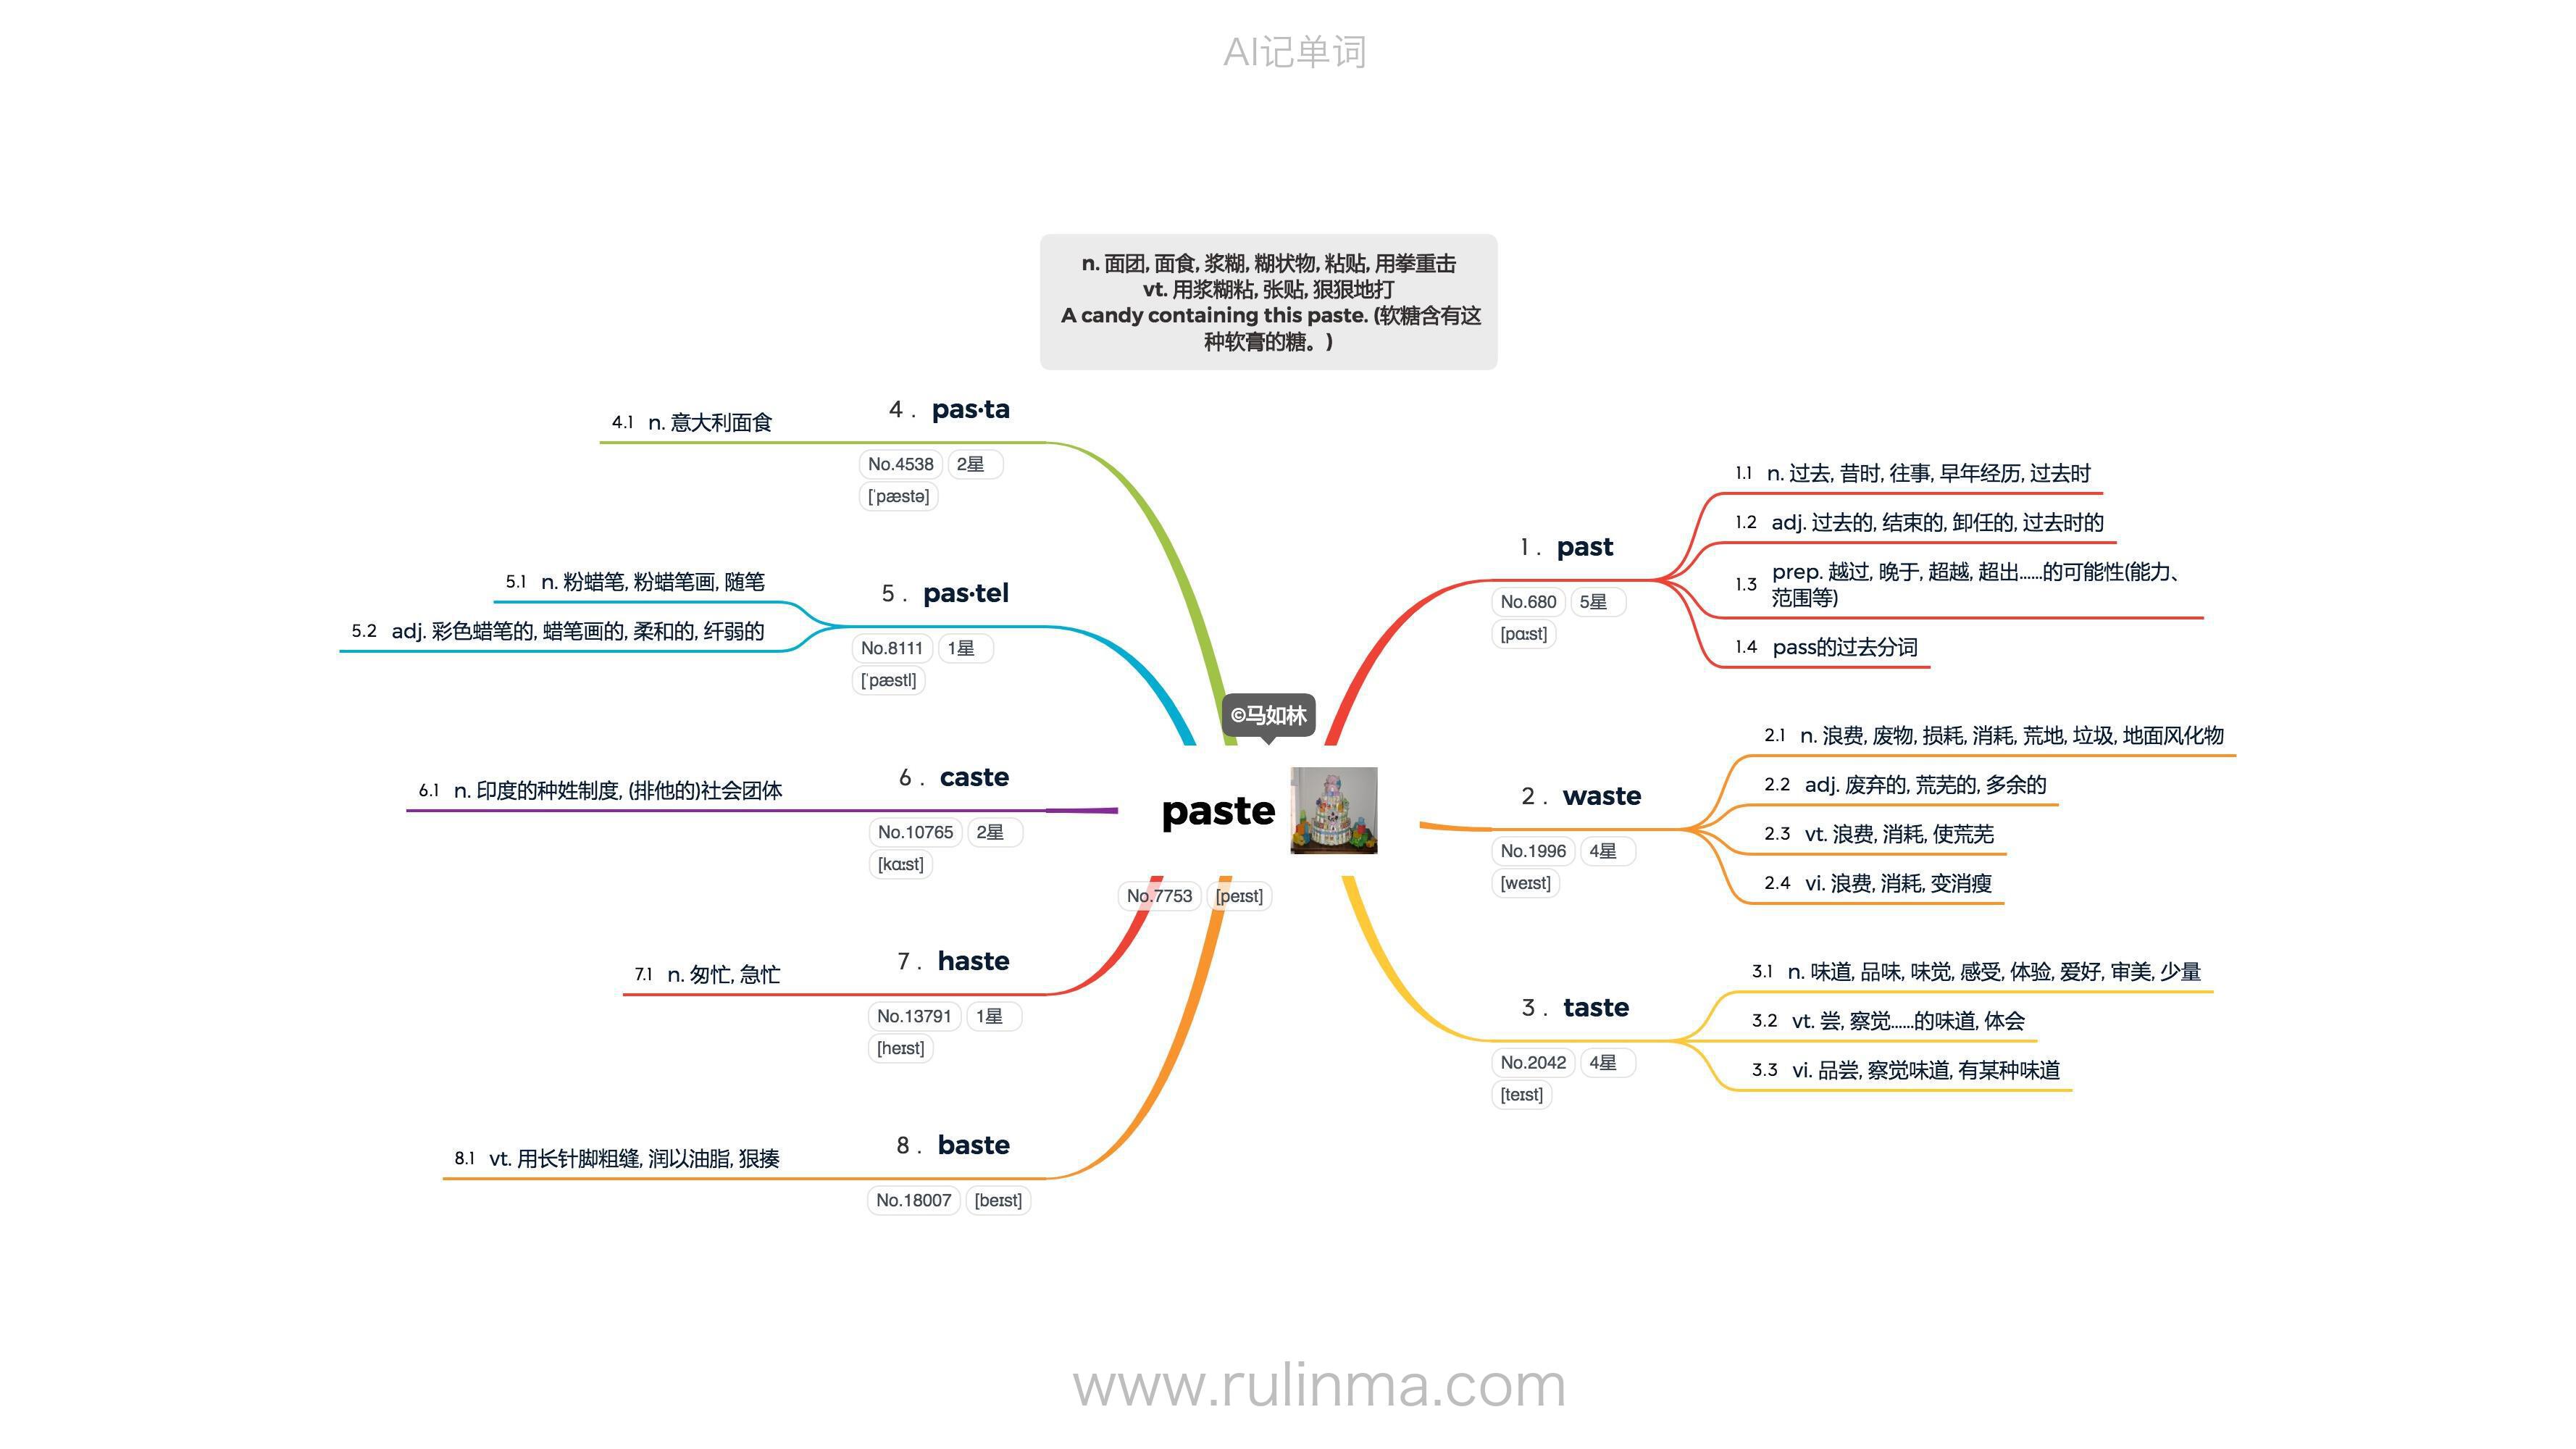 AI记单词
n. 面团, 面食, 浆糊, 糊状物, 粘贴, 用拳重击
vt. 用浆糊粘, 张贴, 狠狠地打
A candy containing this paste. (软糖含有这
种软膏的糖。)
©马如林
paste
No.7753 [peɪst]
1 . past
No.680 5星
[pɑːst]
1.1 n. 过去, 昔时, 往事, 早年经历, 过去时
1.2 adj. 过去的, 结束的, 卸任的, 过去时的
1.3 prep. 越过, 晚于, 超越, 超出......的可能性(能力、
范围等)
1.4 pass的过去分词
2 . waste
No.1996 4星
[weɪst]
2.1 n. 浪费, 废物, 损耗, 消耗, 荒地, 垃圾, 地面风化物
2.2 adj. 废弃的, 荒芜的, 多余的
2.3 vt. 浪费, 消耗, 使荒芜
2.4 vi. 浪费, 消耗, 变消瘦
3 . taste
No.2042 4星
[teɪst]
3.1 n. 味道, 品味, 味觉, 感受, 体验, 爱好, 审美, 少量
3.2 vt. 尝, 察觉......的味道, 体会
3.3 vi. 品尝, 察觉味道, 有某种味道
4 . pas·ta
No.4538 2星
[ˈpæstə]
4.1 n. 意大利面食
5 . pas·tel
No.8111 1星
[ˈpæstl]
5.1 n. 粉蜡笔, 粉蜡笔画, 随笔
5.2 adj. 彩色蜡笔的, 蜡笔画的, 柔和的, 纤弱的
6 . caste
No.10765 2星
[kɑːst]
6.1 n. 印度的种姓制度, (排他的)社会团体
7 . haste
No.13791 1星
[heɪst]
7.1 n. 匆忙, 急忙
8 . baste
No.18007 [beɪst]
8.1 vt. 用长针脚粗缝, 润以油脂, 狠揍
www.rulinma.com